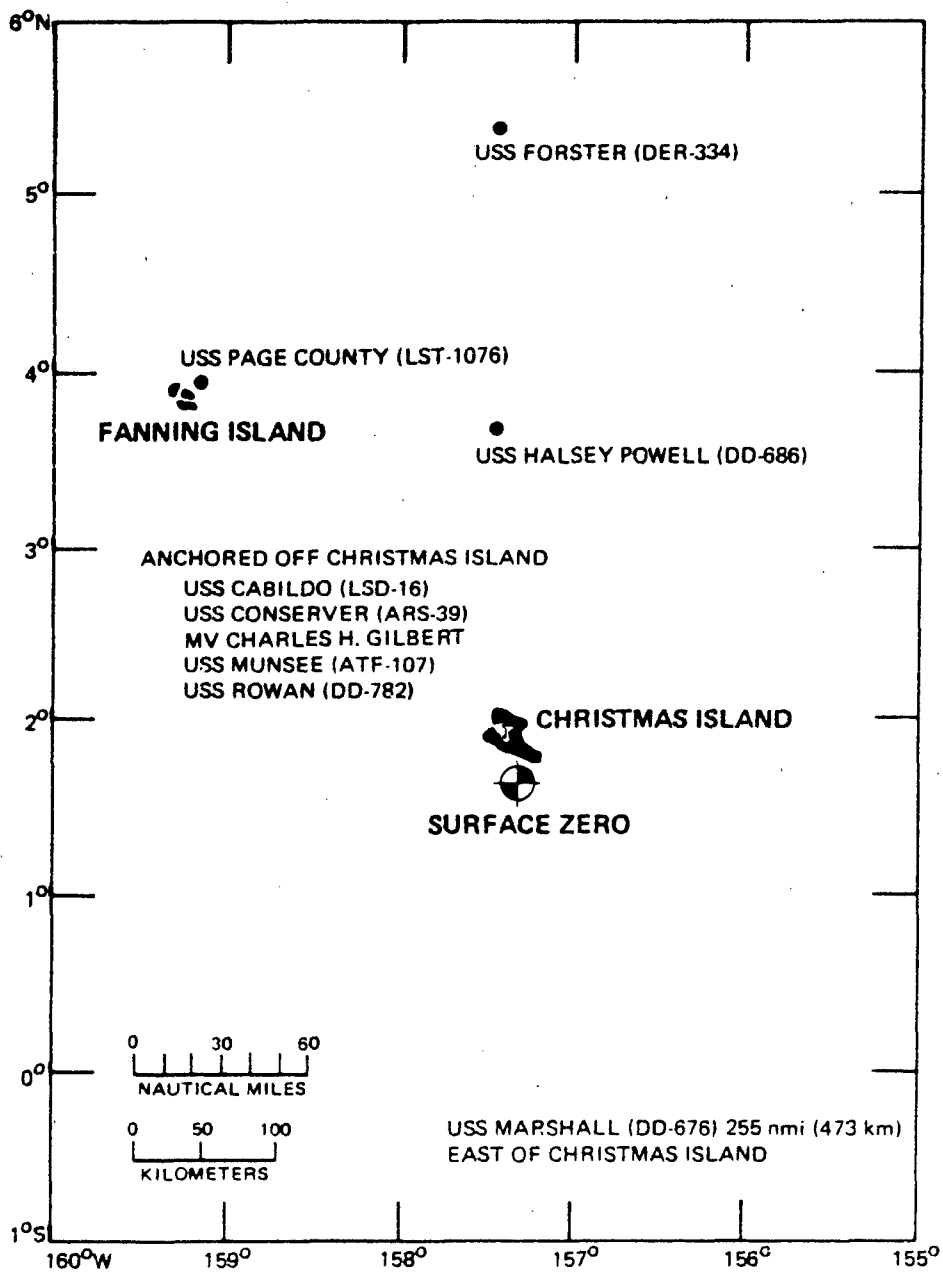 6°N
USS FORSTER (DER-334)
5°
USS PAGE COUNTY (LST-1076)
4°
FANNING ISLAND
USS HALSEY POWELL (DD-686)
3°
ANCHORED OFF CHRISTMAS ISLAND
USS CABILDO (LSD-16)
USS CONSERVER (ARS-39)
MV CHARLES H. GILBERT
USS MUNSEE (ATF-107)
USS ROWAN (DD-782)
2°
CHRISTMAS ISLAND
SURFACE ZERO
1°
0 30 60
NAUTICAL MILES
0°
0 50 100
KILOMETERS
USS MARSHALL (DD-676) 255 nmi (473 km)
EAST OF CHRISTMAS ISLAND
1°S
160°W 159° 158° 157° 156° 155°